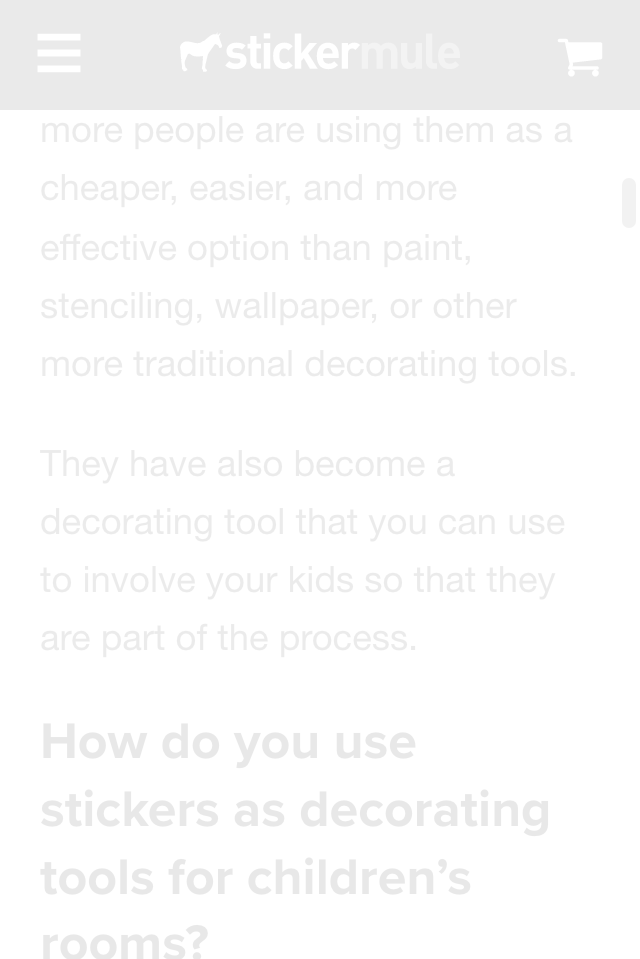 stickermule
more people are using them as a
cheaper, easier, and more
effective option than paint,
stenciling, wallpaper, or other
more traditional decorating tools.
They have also become a
decorating tool that you can use
to involve your kids so that they
are part of the process.
How do you use
stickers as decorating
tools for children’s
rooms?